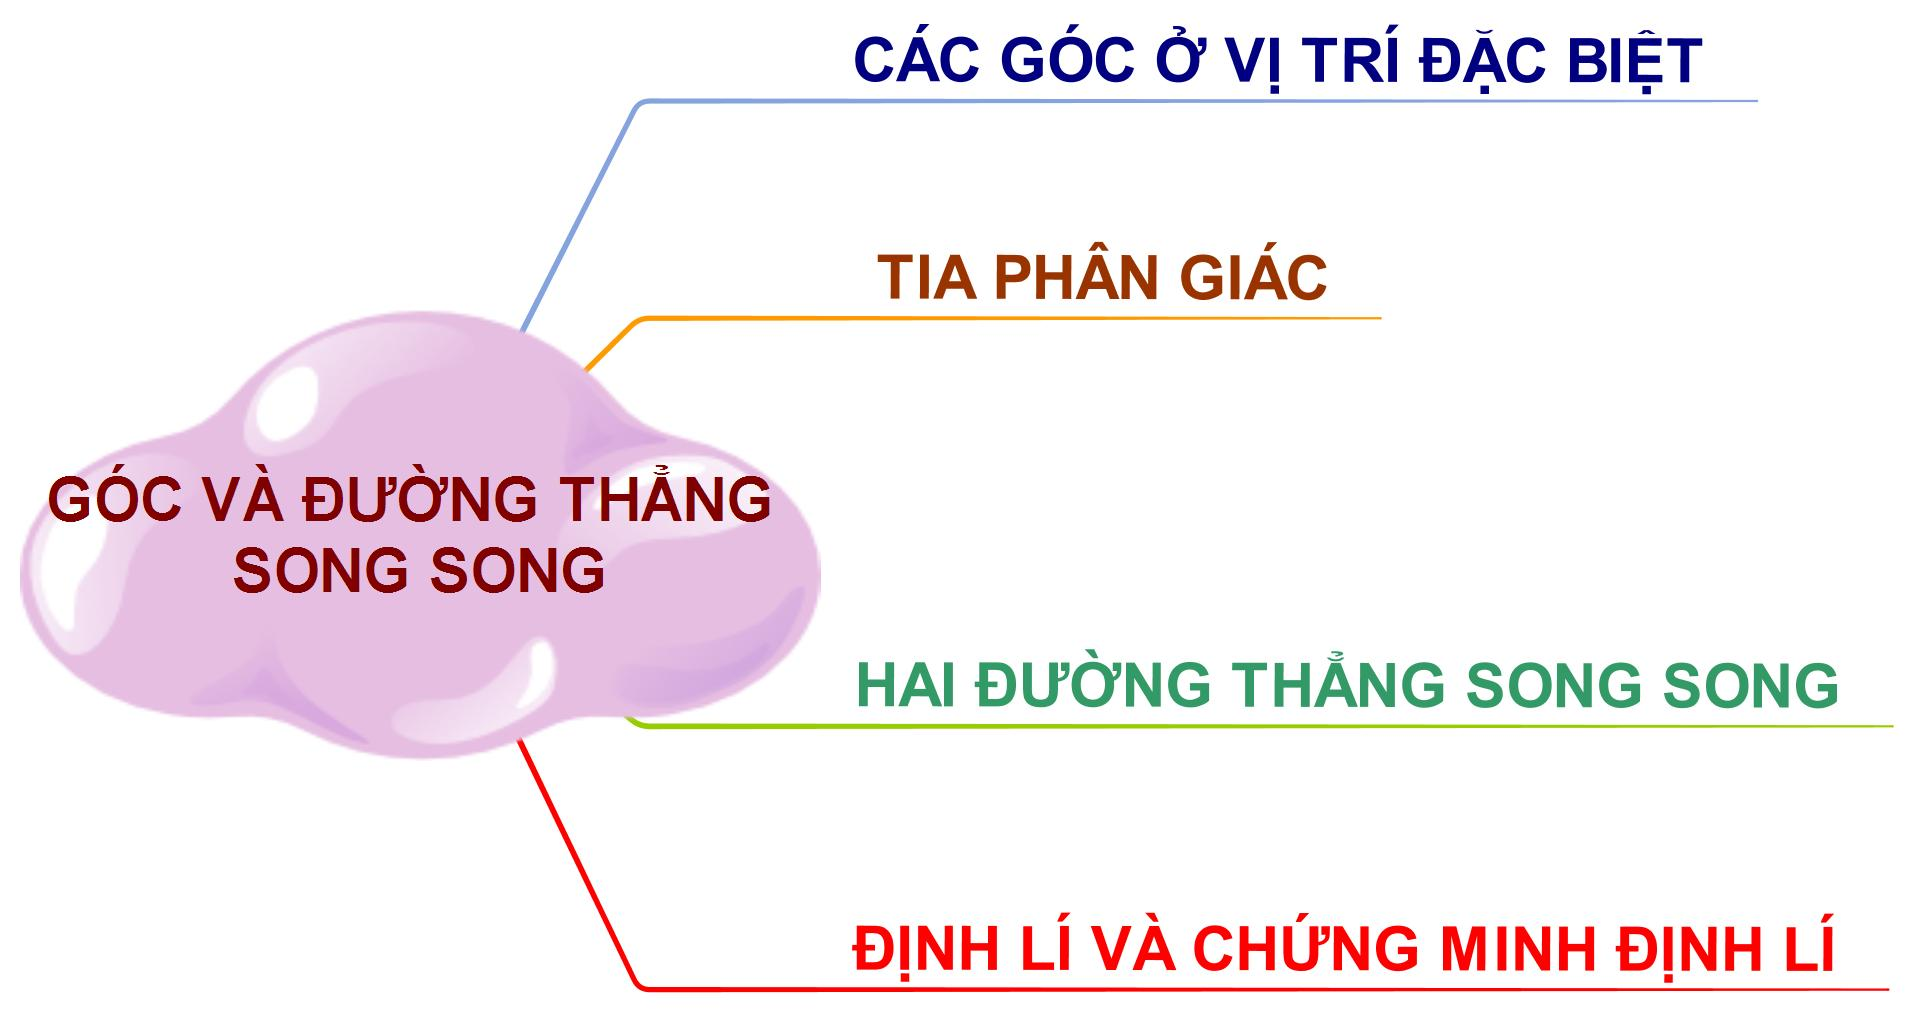 CÁC GÓC Ở VỊ TRÍ ĐẶC BIỆT
TIA PHÂN GIÁC
GÓC VÀ ĐƯỜNG THẲNG
SONG SONG
HAI ĐƯỜNG THẲNG SONG SONG
ĐỊNH LÍ VÀ CHỨNG MINH ĐỊNH LÍ